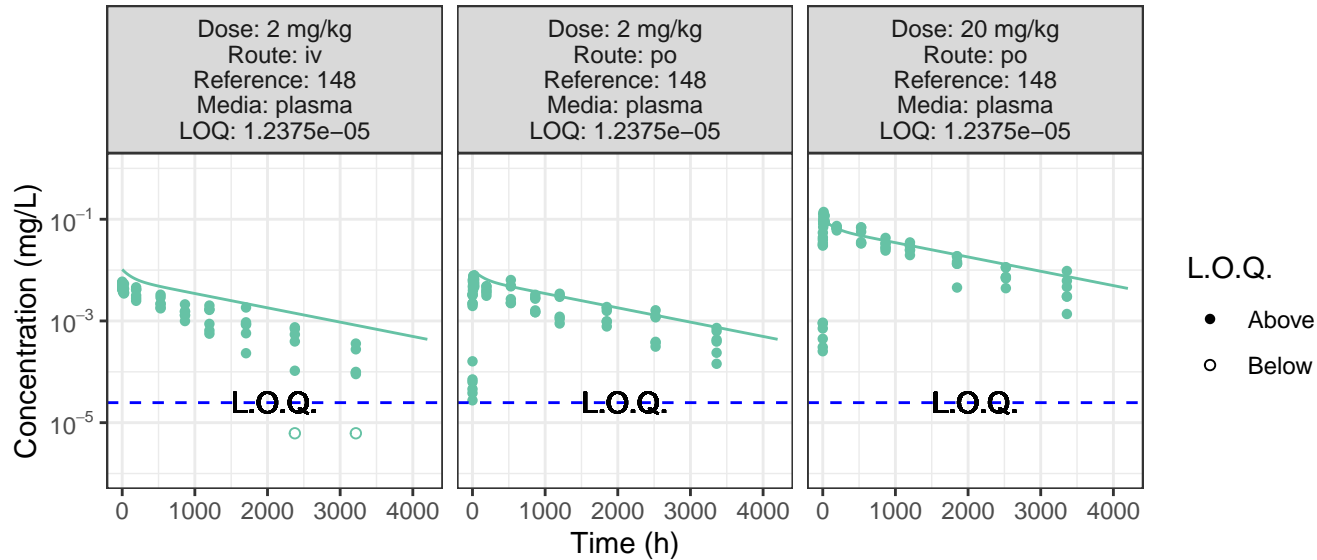 Dose: 2 mg/kg
Route: iv
Reference: 148
Media: plasma
LOQ: 1.2375e−05
Dose: 2 mg/kg
Route: po
Reference: 148
Media: plasma
LOQ: 1.2375e−05
Dose: 20 mg/kg
Route: po
Reference: 148
Media: plasma
LOQ: 1.2375e−05
Concentration (mg/L)
10⁻¹
10⁻³
10⁻⁵
L.O.Q.
L.O.Q.
L.O.Q.
0 1000 2000 3000 4000
0 1000 2000 3000 4000
0 1000 2000 3000 4000
Time (h)
L.O.Q.
Above
Below